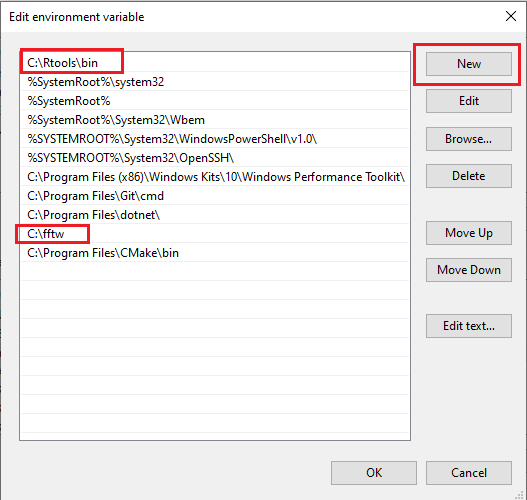 Edit environment variable
C:\Rtools\bin
%SystemRoot%\system32
%SystemRoot%
%SystemRoot%\System32\Wbem
%SYSTEMROOT%\System32\WindowsPowerShell\v1.0\
%SYSTEMROOT%\System32\OpenSSH\
C:\Program Files (x86)\Windows Kits\10\Windows Performance Toolkit\
C:\Program Files\Git\cmd
C:\Program Files\dotnet\
C:\fftw
C:\Program Files\CMake\bin
New
Edit
Browse...
Delete
Move Up
Move Down
Edit text...
OK
Cancel